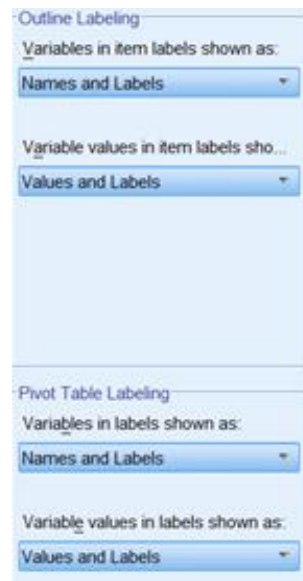 Outline Labeling
Variables in item labels shown as:
Names and Labels
Variable values in item labels sho...
Values and Labels
Pivot Table Labeling
Variables in labels shown as:
Names and Labels
Variable values in labels shown as:
Values and Labels